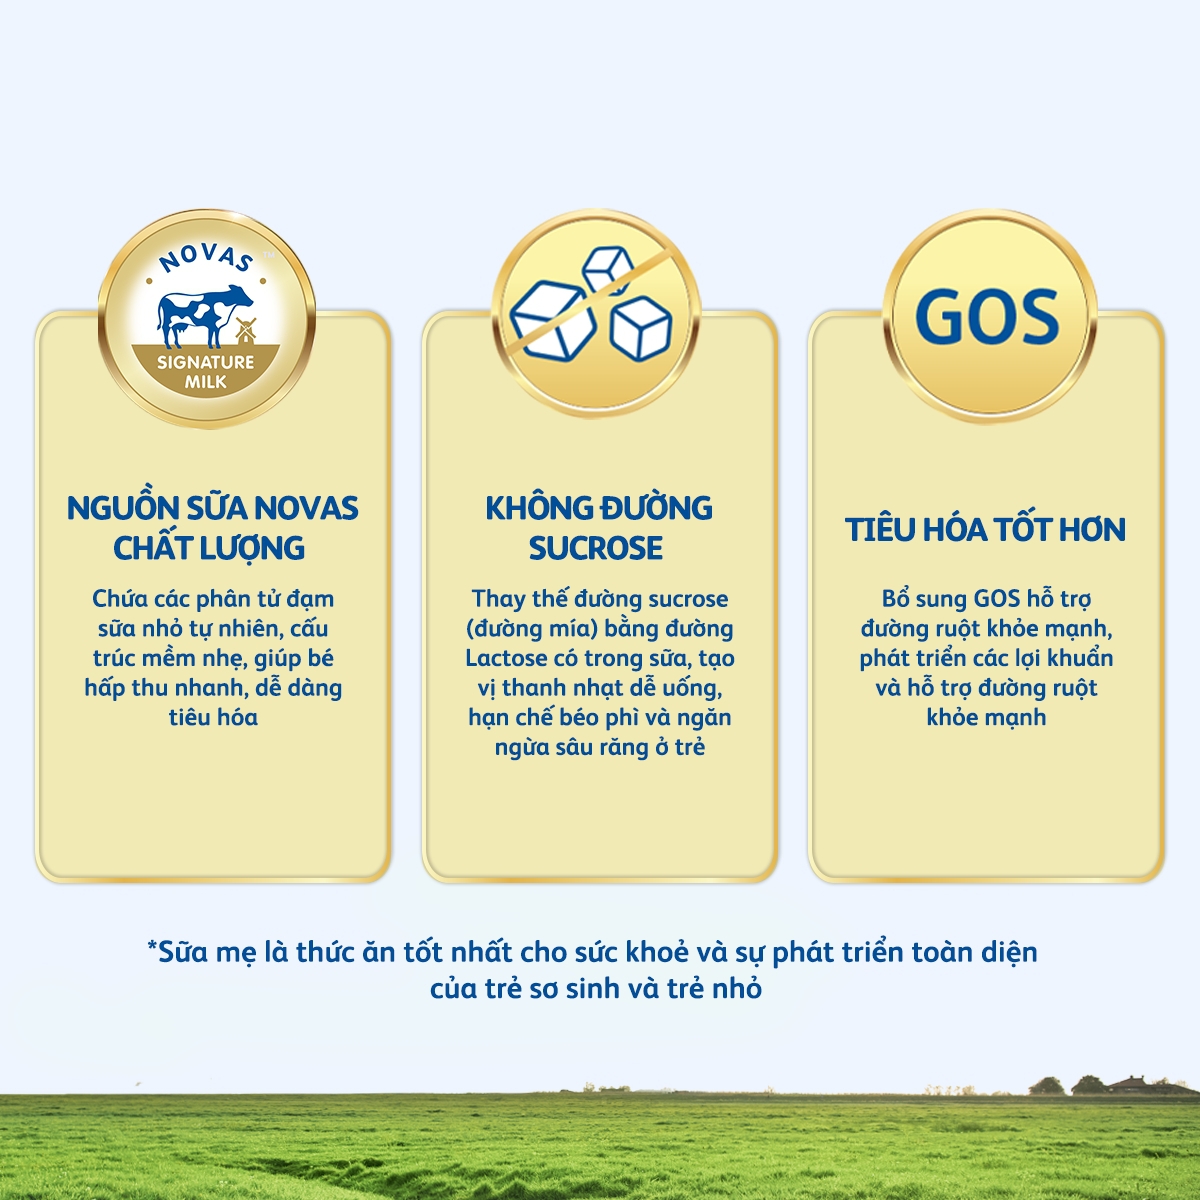 NOVAS
SIGNATURE
MILK
NGUỒN SỮA NOVAS
CHẤT LƯỢNG
Chứa các phân tử đạm
sữa nhỏ tự nhiên, cấu
trúc mềm nhẹ, giúp bé
hấp thu nhanh, dễ dàng
tiêu hóa
KHÔNG ĐƯỜNG
SUCROSE
Thay thế đường sucrose
(đường mía) bằng đường
Lactose có trong sữa, tạo
vị thanh nhạt dễ uống,
hạn chế béo phì và ngăn
ngừa sâu răng ở trẻ
GOS
TIÊU HÓA TỐT HƠN
Bổ sung GOS hỗ trợ
đường ruột khỏe mạnh,
phát triển các lợi khuẩn
và hỗ trợ đường ruột
khỏe mạnh
*Sữa mẹ là thức ăn tốt nhất cho sức khoẻ và sự phát triển toàn diện
của trẻ sơ sinh và trẻ nhỏ